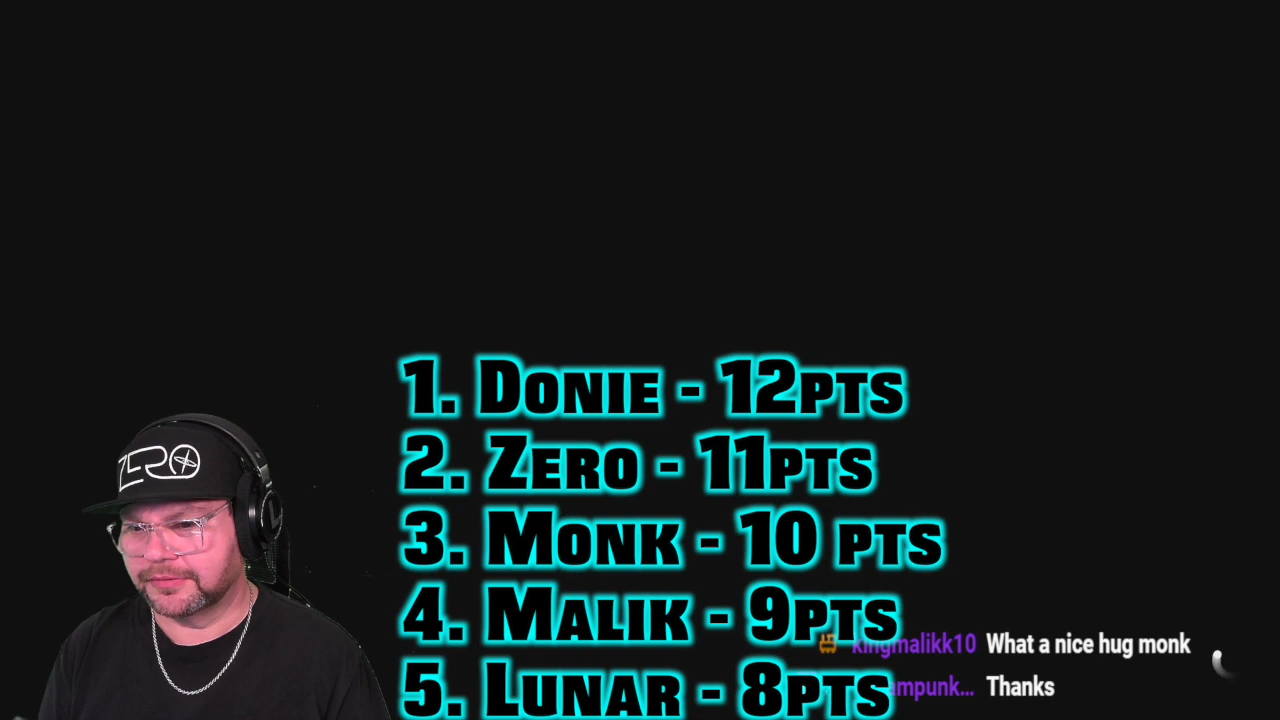 1. Donie - 12pts
2. Zero - 11pts
3. Monk - 10 pts
4. Malik - 9pts
5. Lunar - 8pts
ZERO
kingmalikk10 What a nice hug monk
ampunk... Thanks